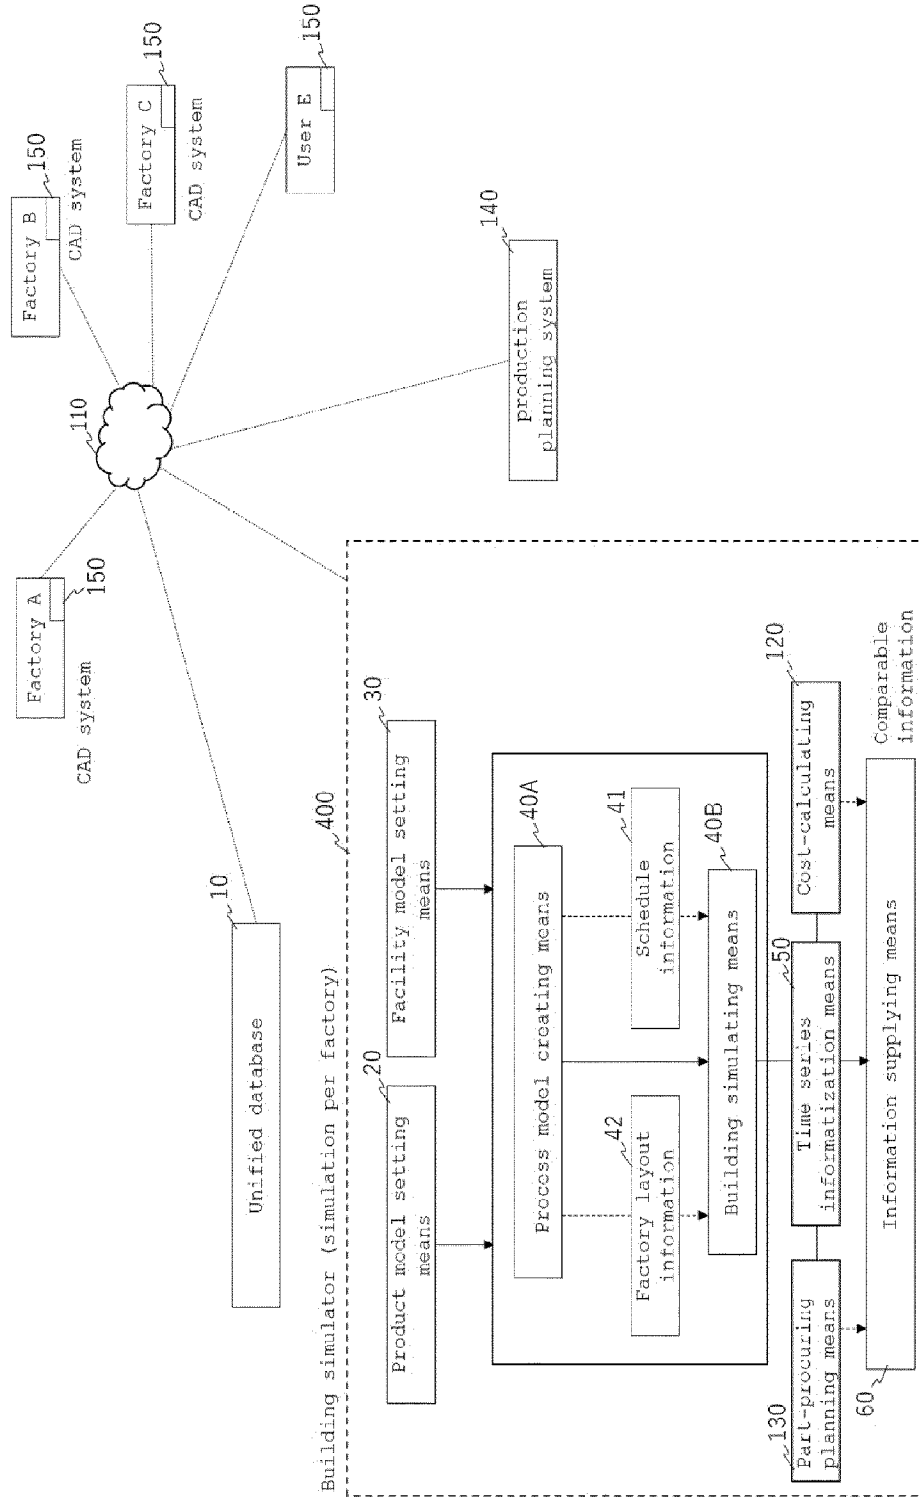 Factory A
150
CAD system
110
Factory B
150
CAD system
Factory C
150
CAD system
User E
150
10
Unified database
140
production
planning system
Building simulator (simulation per factory)
400
20
Product model setting
means
30
Facility model setting
means
40A
Process model creating means
42
Factory layout
information
41
Schedule
information
40B
Building simulating means
130
Part-procuring
planning means
50
Time series
informatization means
120
Cost-calculating
means
60
Information supplying means
Comparable
information